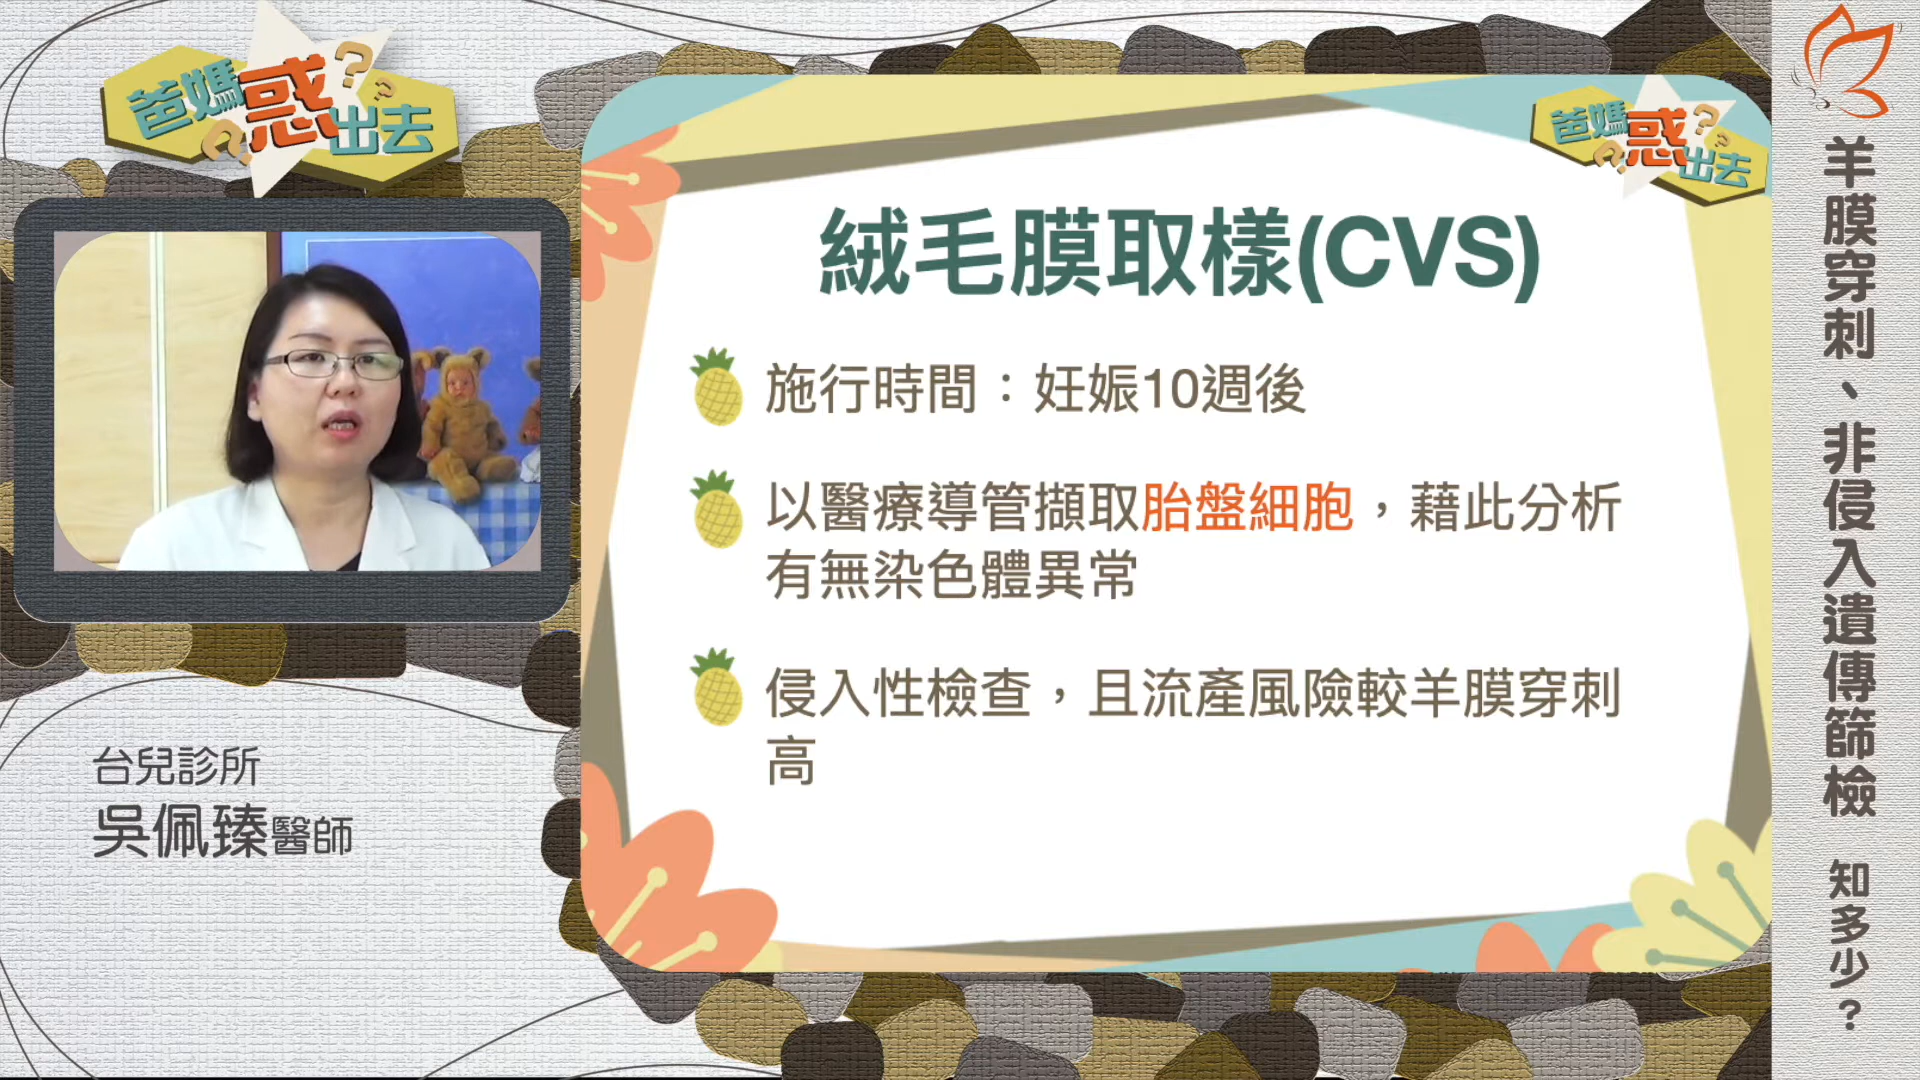 爸媽惑出去
台兒診所
吳佩臻醫師
爸媽惑出去
絨毛膜取樣(CVS)
施行時間：妊娠10週後
以醫療導管擷取胎盤細胞，藉此分析
有無染色體異常
侵入性檢查，且流產風險較羊膜穿刺
高
羊膜穿刺、非侵入遺傳篩檢 知多少？